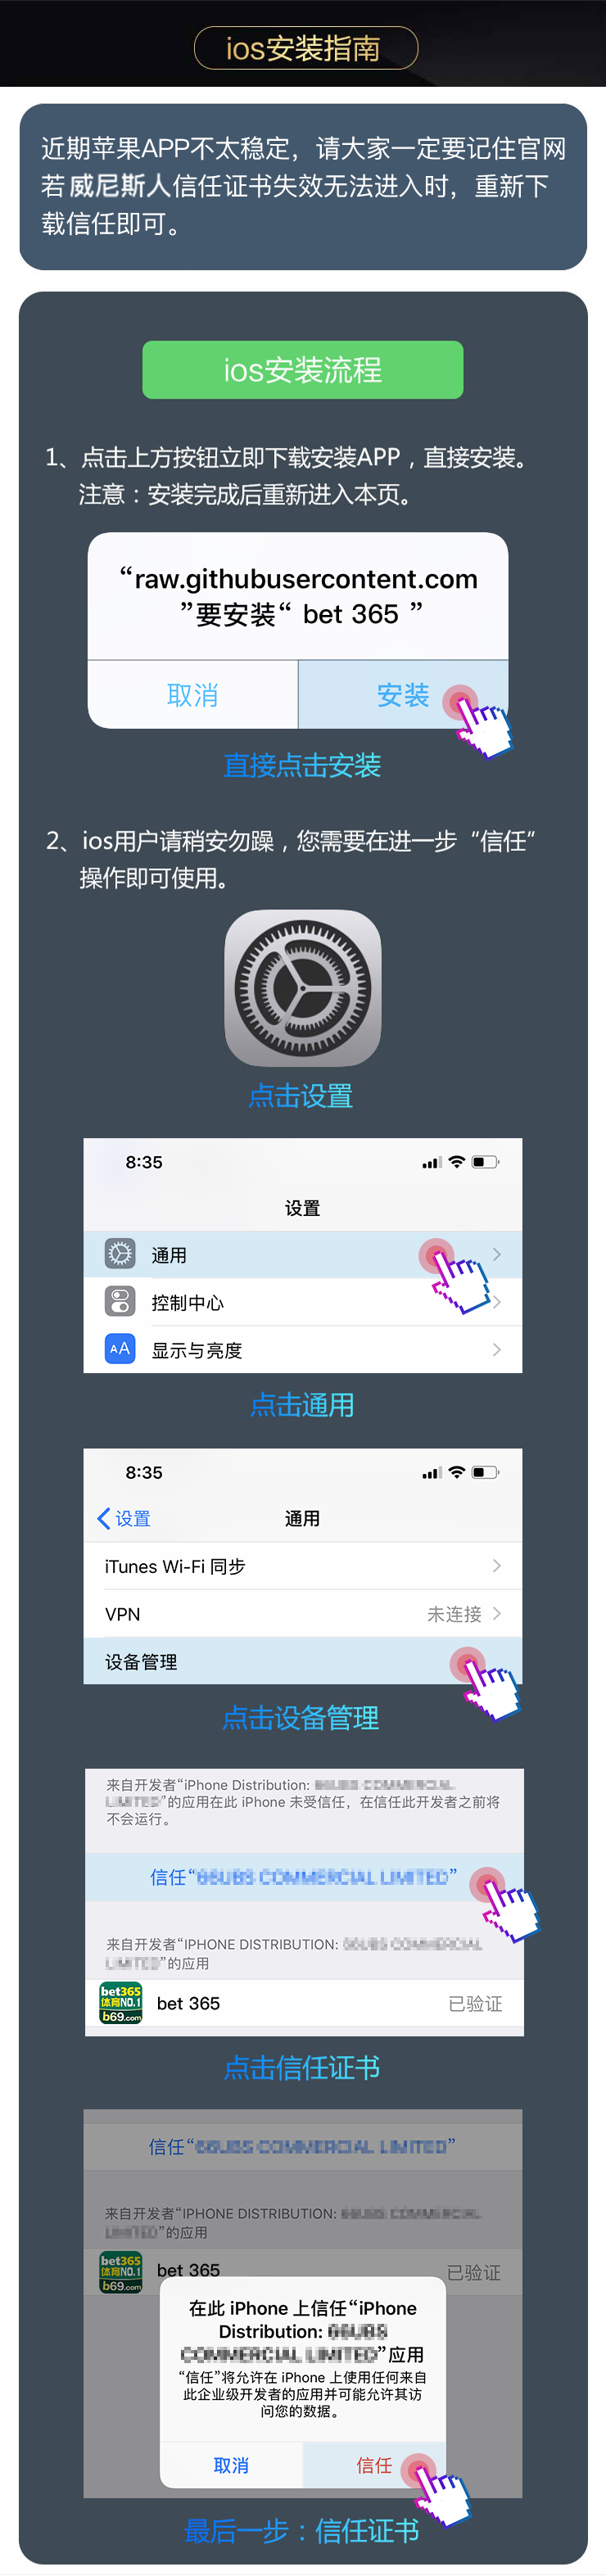 ios安装指南
近期苹果APP不太稳定，请大家一定要记住官网
若 威尼斯人信任证书失效无法进入时，重新下
载信任即可。
ios安装流程
1、点击上方按钮立即下载安装APP，直接安装。
注意：安装完成后重新进入本页。
“raw.githubusercontent.com
”要安装“ bet 365 ”
取消
安装
直接点击安装
2、ios用户请稍安勿躁，您需要在进一步“信任”
操作即可使用。
点击设置
8:35
设置
通用
控制中心
AA 显示与亮度
点击通用
8:35
设置 通用
iTunes Wi-Fi 同步
VPN 未连接
设备管理
点击设备管理
来自开发者“iPhone Distribution:
”的应用在此 iPhone 未受信任，在信任此开发者之前将
不会运行。
信任“ COMMERCIAL LIMITED”
来自开发者“IPHONE DISTRIBUTION: COMMERCIAL
LIMITED”的应用
bet365
体育NO.1
b69.com
bet 365 已验证
点击信任证书
信任“ COMMERCIAL LIMITED”
来自开发者“IPHONE DISTRIBUTION:
”的应用
bet365
体育NO.1
b69.com
bet 365 已验证
在此 iPhone 上信任“iPhone
Distribution:
COMMERCIAL LIMITED”应用
“信任”将允许在 iPhone 上使用任何来自
此企业级开发者的应用并可能允许其访
问您的数据。
取消 信任
最后一步：信任证书